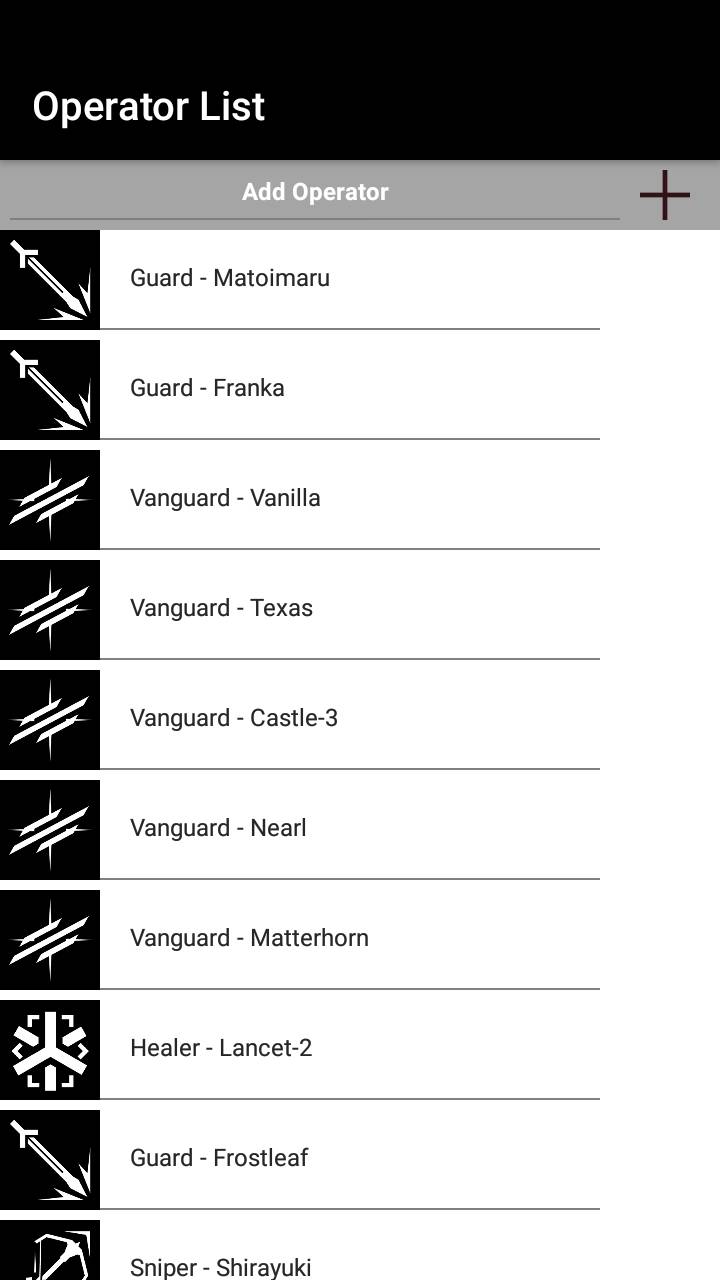 Operator List
Add Operator
Guard - Matoimaru
Guard - Franka
Vanguard - Vanilla
Vanguard - Texas
Vanguard - Castle-3
Vanguard - Nearl
Vanguard - Matterhorn
Healer - Lancet-2
Guard - Frostleaf
Sniper - Shirayuki